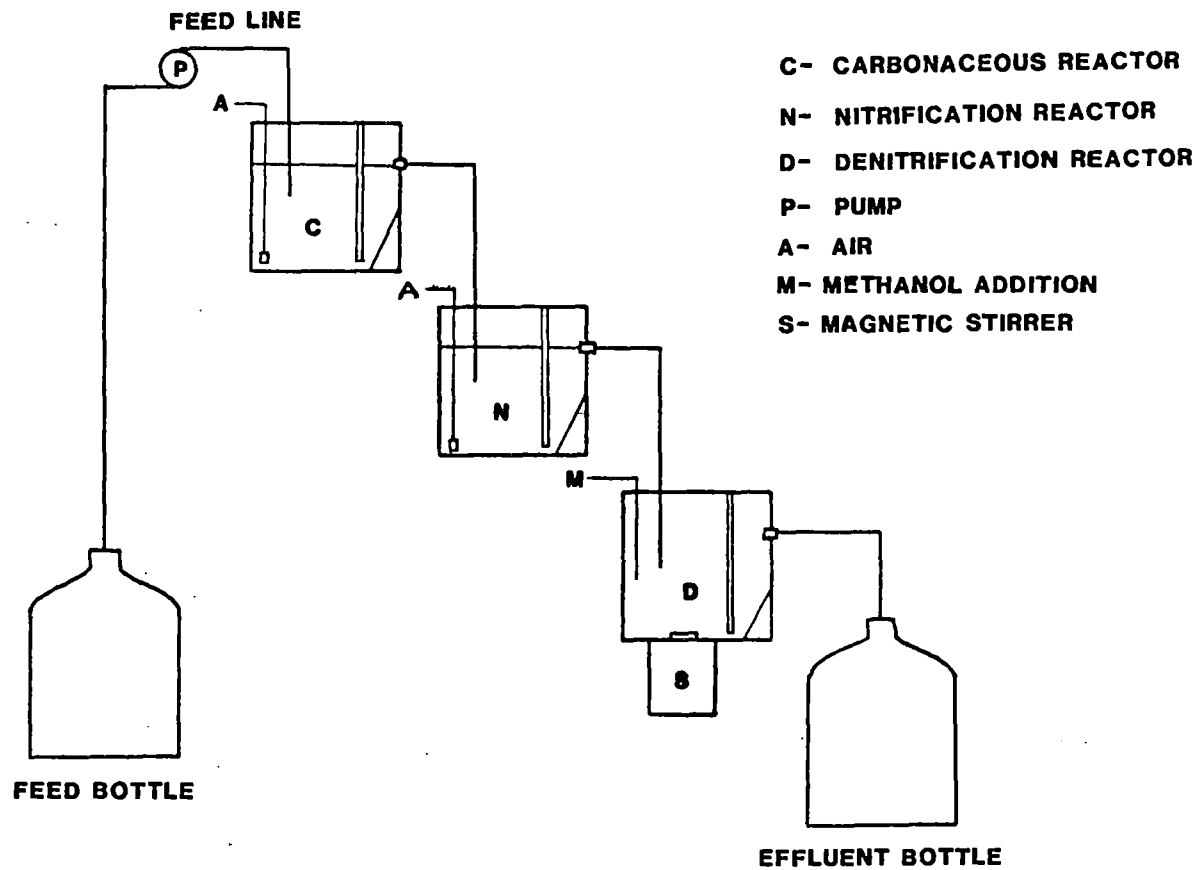 FEED LINE
P
A
C
A
N
M
D
S
FEED BOTTLE
EFFLUENT BOTTLE
C- CARBONACEOUS REACTOR
N- NITRIFICATION REACTOR
D- DENITRIFICATION REACTOR
P- PUMP
A- AIR
M- METHANOL ADDITION
S- MAGNETIC STIRRER